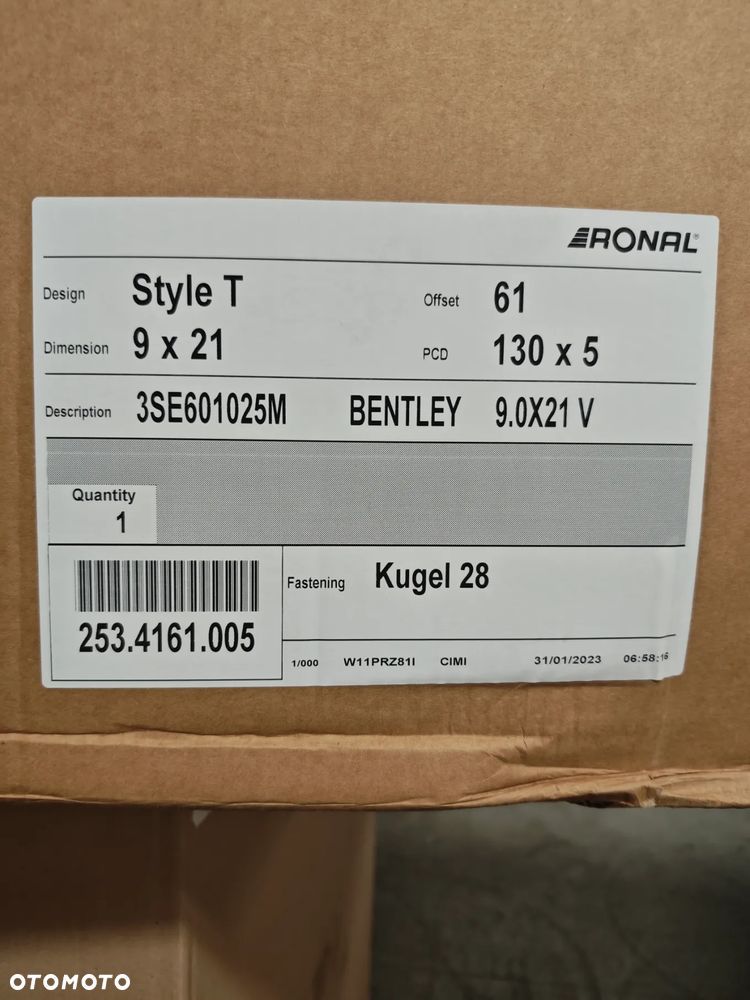 RONAL®
Design Style T Offset 61
Dimension 9 x 21 PCD 130 x 5
Description 3SE601025M BENTLEY 9.0X21 V
Quantity
1
Fastening Kugel 28
253.4161.005
1/000 W11PRZ81I CIMI 31/01/2023 06:58:16
OTOMOTO